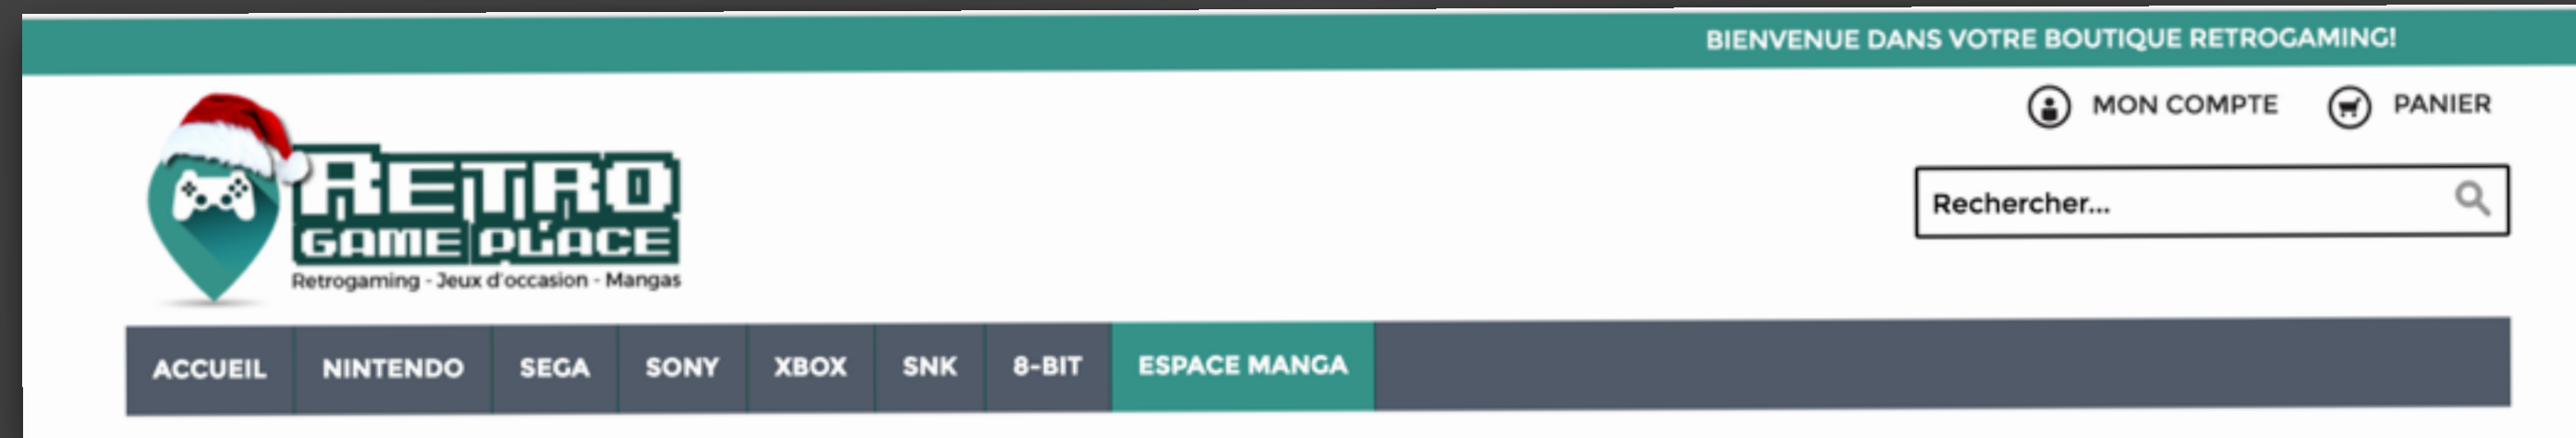 BIENVENUE DANS VOTRE BOUTIQUE RETROGAMING!
MON COMPTE PANIER
RETRO
GAME PLACE
Retrogaming - Jeux d'occasion - Mangas
Rechercher...
ACCUEIL NINTENDO SEGA SONY XBOX SNK 8-BIT ESPACE MANGA